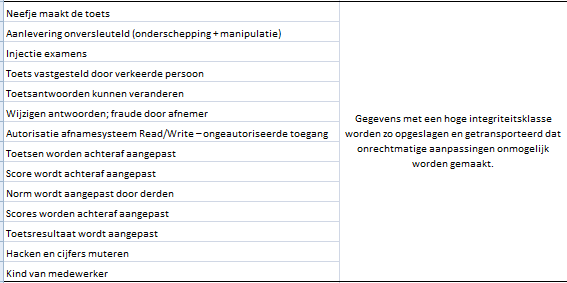 Neefje maakt de toets
Aanlevering onversleuteld (onderschepping + manipulatie)
Injectie examens
Toets vastgesteld door verkeerde persoon
Toetsantwoorden kunnen veranderen
Wijzigen antwoorden; fraude door afnemer
Autorisatie afnamesysteem Read/Write – ongeautoriseerde toegang
Toetsen worden achteraf aangepast
Score wordt achteraf aangepast
Norm wordt aangepast door derden
Scores worden achteraf aangepast
Toetsresultaat wordt aangepast
Hacken en cijfers muteren
Kind van medewerker
Gegevens met een hoge integriteitsklasse
worden zo opgeslagen en getransporteerd dat
onrechtmatige aanpassingen onmogelijk
worden gemaakt.